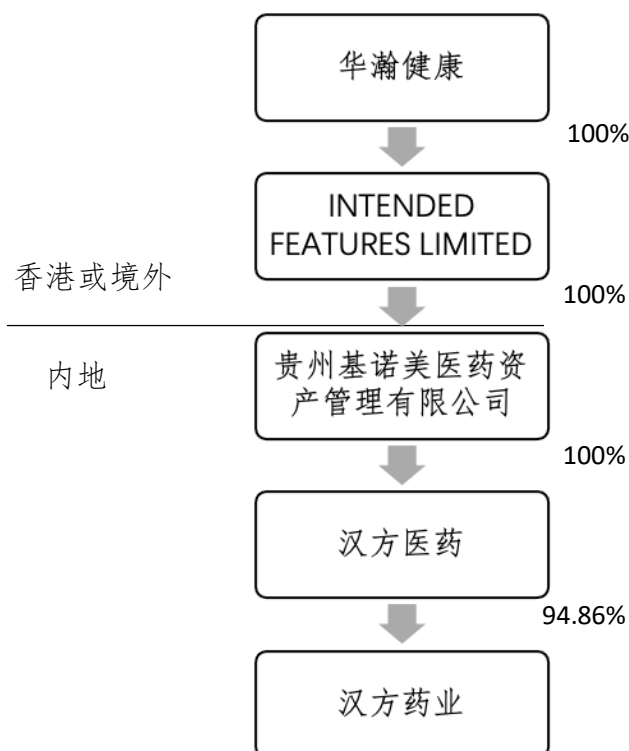 华瀚健康
100%
INTENDED
FEATURES LIMITED
香港或境外
100%
内地
贵州基诺美医药资
产管理有限公司
100%
汉方医药
94.86%
汉方药业